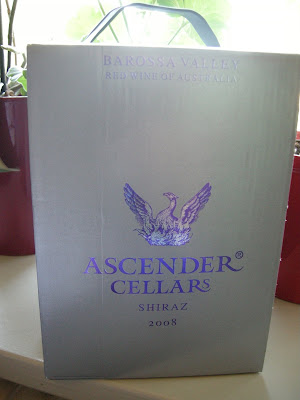 BAROSSA VALLEY
RED WINE OF AUSTRALIA
ASCENDER®
CELLARS
SHIRAZ
2008